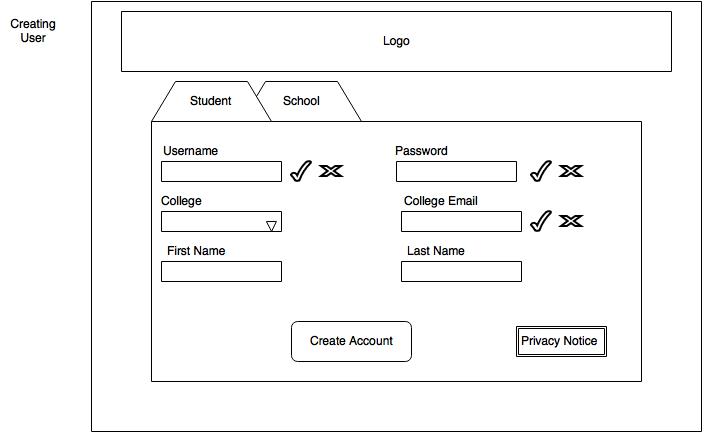 Creating
User
Logo
Student
School
Username
Password
College
College Email
First Name
Last Name
Create Account
Privacy Notice